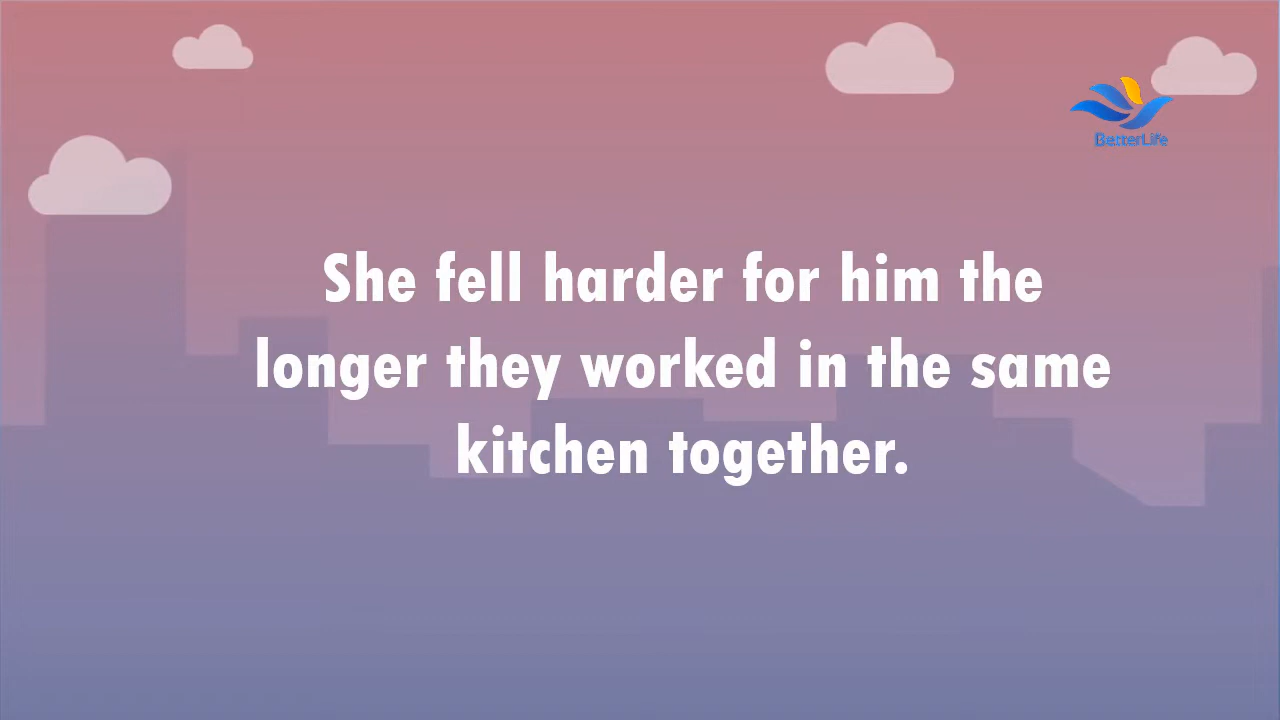 BetterLife
She fell harder for him the
longer they worked in the same
kitchen together.